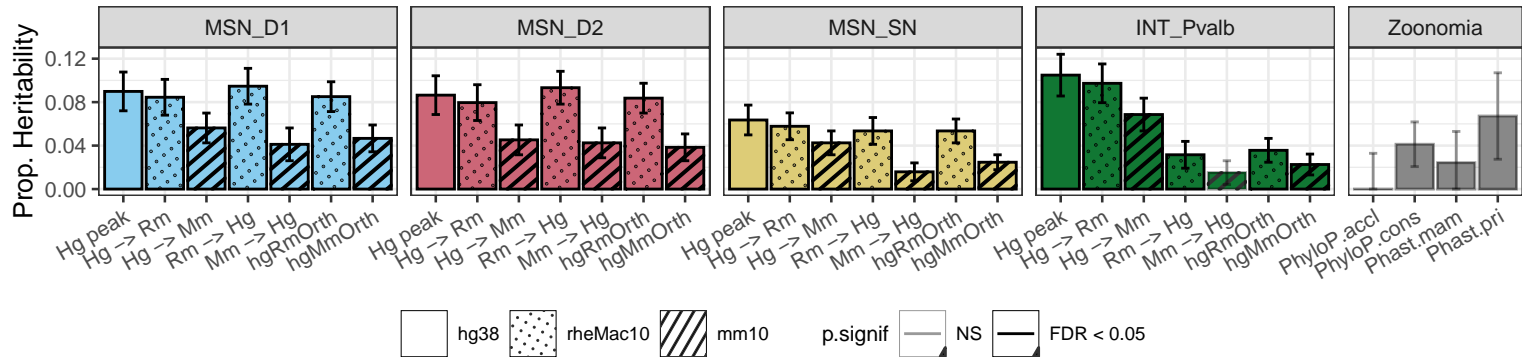 MSN_D1
MSN_D2
MSN_SN
INT_Pvalb
Zoonomia
Prop. Heritability
0.12
0.08
0.04
0.00
Hg peak
Hg −> Rm
Hg −> Mm
Rm −> Hg
Mm −> Hg
hgRmOrth
hgMmOrth
Hg peak
Hg −> Rm
Hg −> Mm
Rm −> Hg
Mm −> Hg
hgRmOrth
hgMmOrth
Hg peak
Hg −> Rm
Hg −> Mm
Rm −> Hg
Mm −> Hg
hgRmOrth
hgMmOrth
Hg peak
Hg −> Rm
Hg −> Mm
Rm −> Hg
Mm −> Hg
hgRmOrth
hgMmOrth
PhyloP.accl
PhyloP.cons
Phast.mam
Phast.pri
hg38
rheMac10
mm10
p.signif
NS
FDR < 0.05